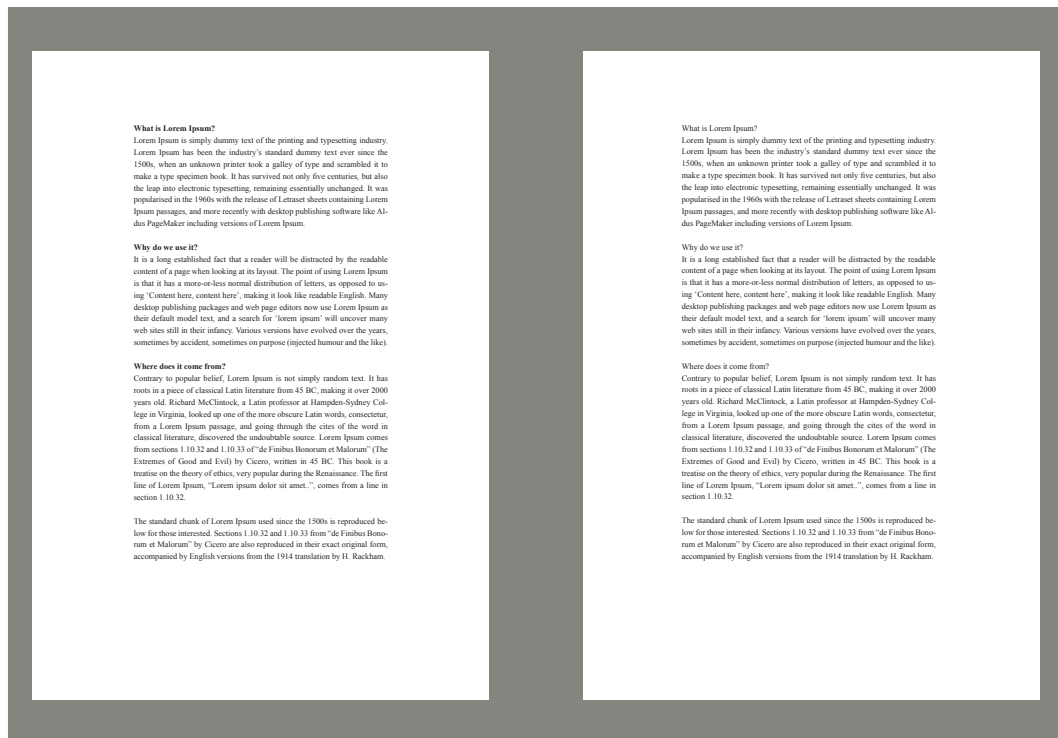 What is Lorem Ipsum?
Lorem Ipsum is simply dummy text of the printing and typesetting industry.
Lorem Ipsum has been the industry’s standard dummy text ever since the
1500s, when an unknown printer took a galley of type and scrambled it to
make a type specimen book. It has survived not only five centuries, but also
the leap into electronic typesetting, remaining essentially unchanged. It was
popularised in the 1960s with the release of Letraset sheets containing Lorem
Ipsum passages, and more recently with desktop publishing software like Al-
dus PageMaker including versions of Lorem Ipsum.
Why do we use it?
It is a long established fact that a reader will be distracted by the readable
content of a page when looking at its layout. The point of using Lorem Ipsum
is that it has a more-or-less normal distribution of letters, as opposed to us-
ing ‘Content here, content here’, making it look like readable English. Many
desktop publishing packages and web page editors now use Lorem Ipsum as
their default model text, and a search for ‘lorem ipsum’ will uncover many
web sites still in their infancy. Various versions have evolved over the years,
sometimes by accident, sometimes on purpose (injected humour and the like).
Where does it come from?
Contrary to popular belief, Lorem Ipsum is not simply random text. It has
roots in a piece of classical Latin literature from 45 BC, making it over 2000
years old. Richard McClintock, a Latin professor at Hampden-Sydney Col-
lege in Virginia, looked up one of the more obscure Latin words, consectetur,
from a Lorem Ipsum passage, and going through the cites of the word in
classical literature, discovered the undoubtable source. Lorem Ipsum comes
from sections 1.10.32 and 1.10.33 of “de Finibus Bonorum et Malorum” (The
Extremes of Good and Evil) by Cicero, written in 45 BC. This book is a
treatise on the theory of ethics, very popular during the Renaissance. The first
line of Lorem Ipsum, “Lorem ipsum dolor sit amet..”, comes from a line in
section 1.10.32.
The standard chunk of Lorem Ipsum used since the 1500s is reproduced be-
low for those interested. Sections 1.10.32 and 1.10.33 from “de Finibus Bono-
rum et Malorum” by Cicero are also reproduced in their exact original form,
accompanied by English versions from the 1914 translation by H. Rackham.
What is Lorem Ipsum?
Lorem Ipsum is simply dummy text of the printing and typesetting industry.
Lorem Ipsum has been the industry’s standard dummy text ever since the
1500s, when an unknown printer took a galley of type and scrambled it to
make a type specimen book. It has survived not only five centuries, but also
the leap into electronic typesetting, remaining essentially unchanged. It was
popularised in the 1960s with the release of Letraset sheets containing Lorem
Ipsum passages, and more recently with desktop publishing software like Al-
dus PageMaker including versions of Lorem Ipsum.
Why do we use it?
It is a long established fact that a reader will be distracted by the readable
content of a page when looking at its layout. The point of using Lorem Ipsum
is that it has a more-or-less normal distribution of letters, as opposed to us-
ing ‘Content here, content here’, making it look like readable English. Many
desktop publishing packages and web page editors now use Lorem Ipsum as
their default model text, and a search for ‘lorem ipsum’ will uncover many
web sites still in their infancy. Various versions have evolved over the years,
sometimes by accident, sometimes on purpose (injected humour and the like).
Where does it come from?
Contrary to popular belief, Lorem Ipsum is not simply random text. It has
roots in a piece of classical Latin literature from 45 BC, making it over 2000
years old. Richard McClintock, a Latin professor at Hampden-Sydney Col-
lege in Virginia, looked up one of the more obscure Latin words, consectetur,
from a Lorem Ipsum passage, and going through the cites of the word in
classical literature, discovered the undoubtable source. Lorem Ipsum comes
from sections 1.10.32 and 1.10.33 of “de Finibus Bonorum et Malorum” (The
Extremes of Good and Evil) by Cicero, written in 45 BC. This book is a
treatise on the theory of ethics, very popular during the Renaissance. The first
line of Lorem Ipsum, “Lorem ipsum dolor sit amet..”, comes from a line in
section 1.10.32.
The standard chunk of Lorem Ipsum used since the 1500s is reproduced be-
low for those interested. Sections 1.10.32 and 1.10.33 from “de Finibus Bono-
rum et Malorum” by Cicero are also reproduced in their exact original form,
accompanied by English versions from the 1914 translation by H. Rackham.